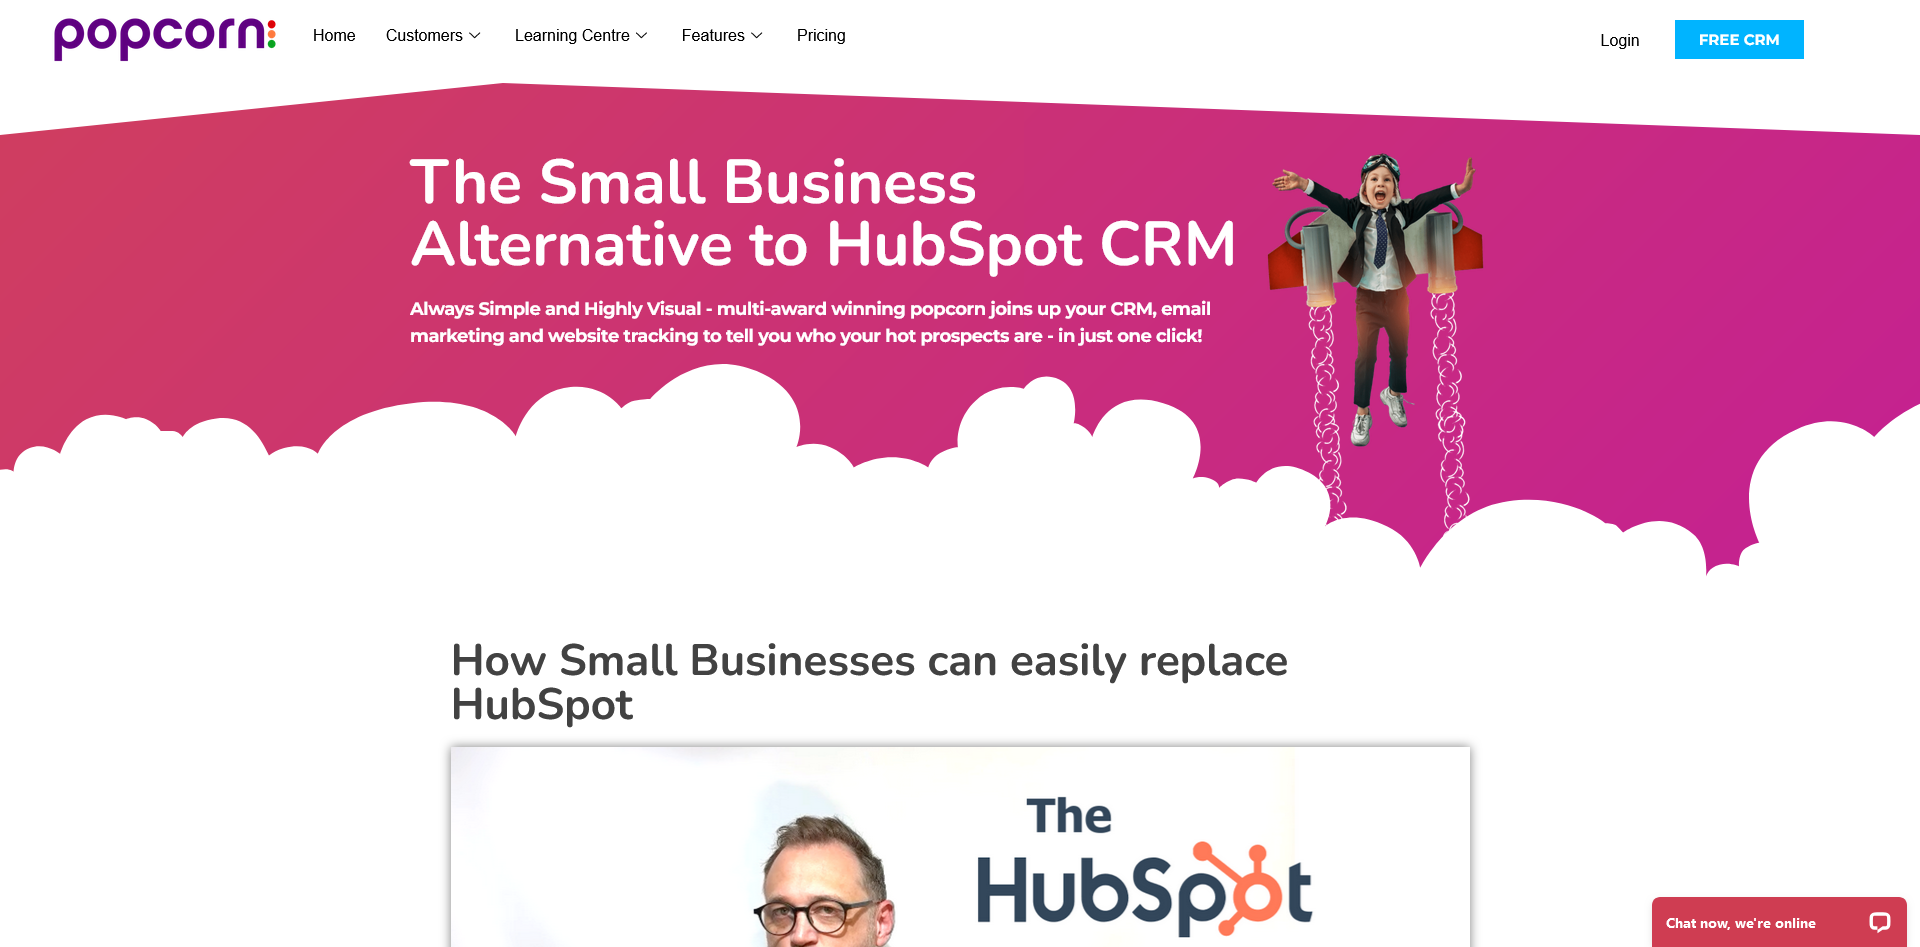 popcorn
Home
Customers
Learning Centre
Features
Pricing
Login
FREE CRM
The Small Business
Alternative to HubSpot CRM
Always Simple and Highly Visual - multi-award winning popcorn joins up your CRM, email
marketing and website tracking to tell you who your hot prospects are - in just one click!
How Small Businesses can easily replace
HubSpot
The
HubSpot
Chat now, we're online